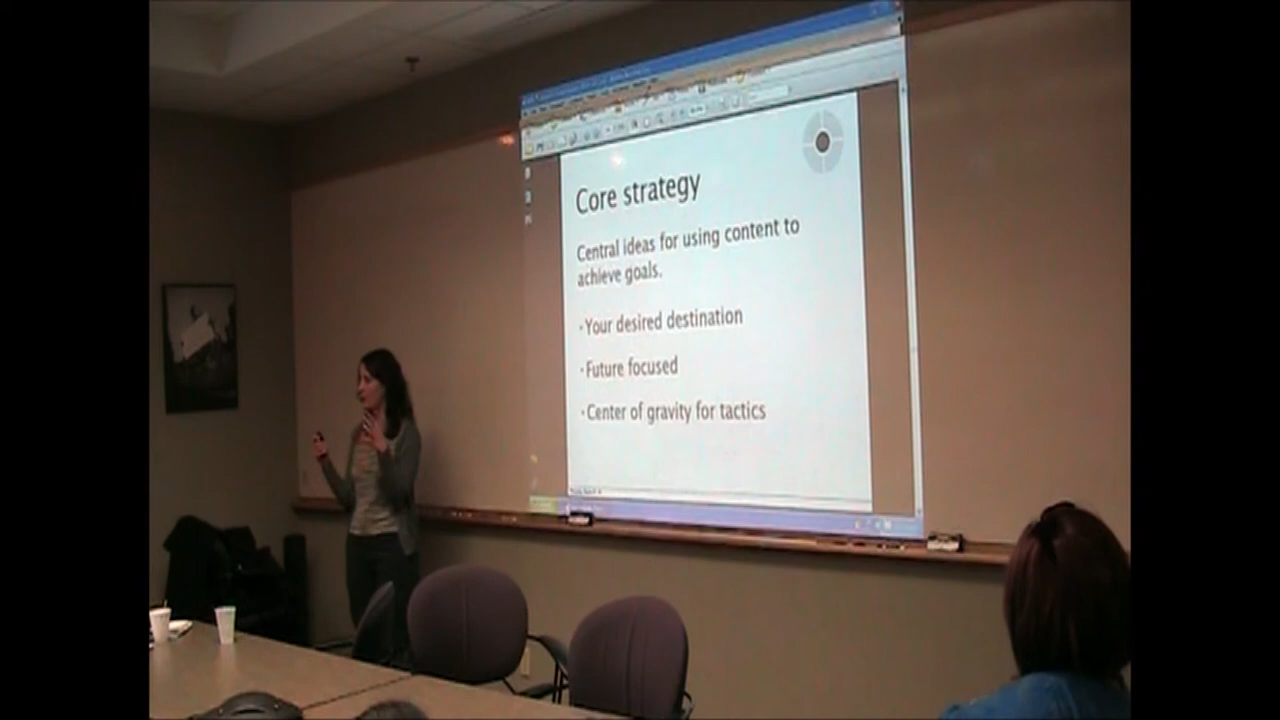 Core strategy
Central ideas for using content to
achieve goals.
·Your desired destination
·Future focused
·Center of gravity for tactics